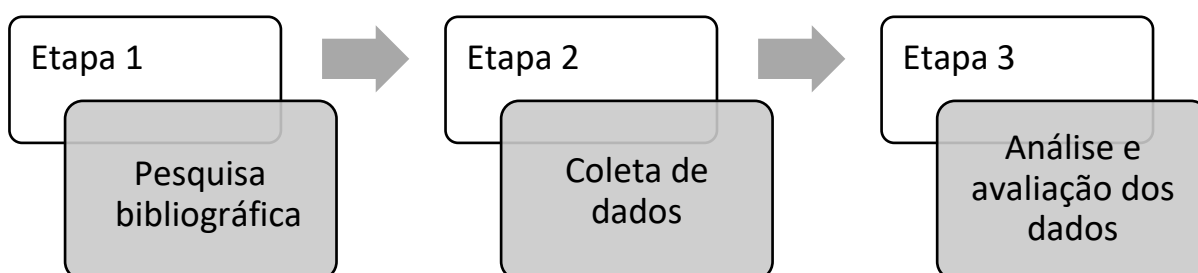 Etapa 1
Pesquisa
bibliográfica
Etapa 2
Coleta de
dados
Etapa 3
Análise e
avaliação dos
dados